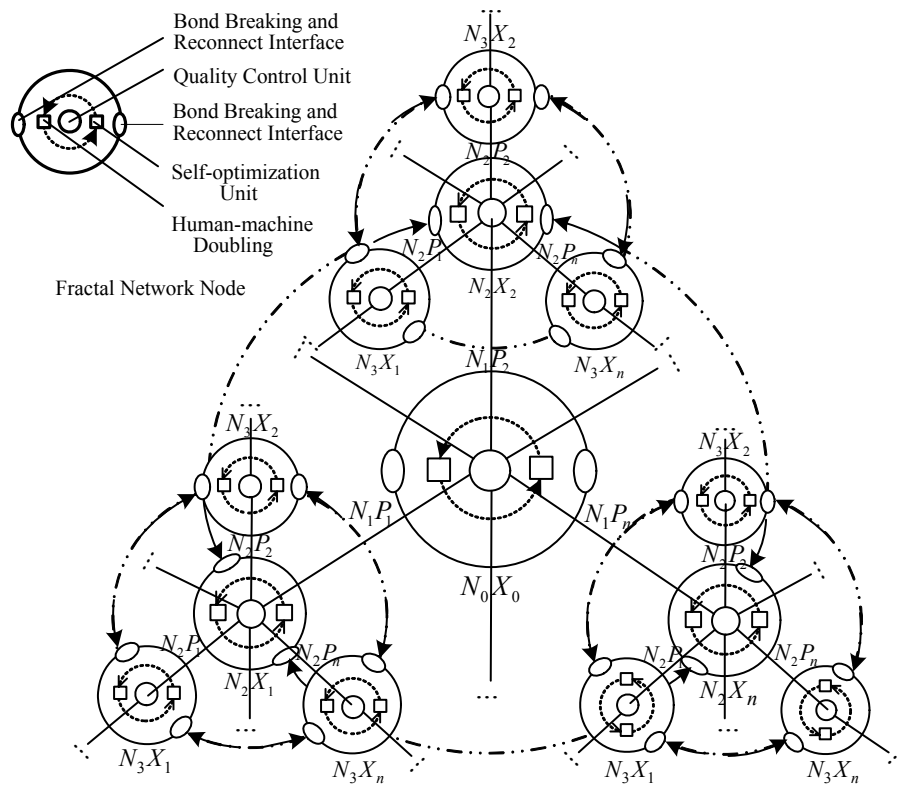 Bond Breaking and
Reconnect Interface
Quality Control Unit
Bond Breaking and
Reconnect Interface
Self-optimization
Unit
Human-machine
Doubling
Fractal Network Node
N₃X₂
N₂P₂
N₂P₁
N₂Pₙ
N₂X₂
N₃X₁
N₃Xₙ
N₁P₂
N₁P₁
N₁Pₙ
N₀X₀
N₃X₂
N₂P₂
N₂P₁
N₂Pₙ
N₂X₁
N₃X₁
N₃Xₙ
N₃X₂
N₂P₂
N₂P₁
N₂Pₙ
N₂Xₙ
N₃X₁
N₃Xₙ